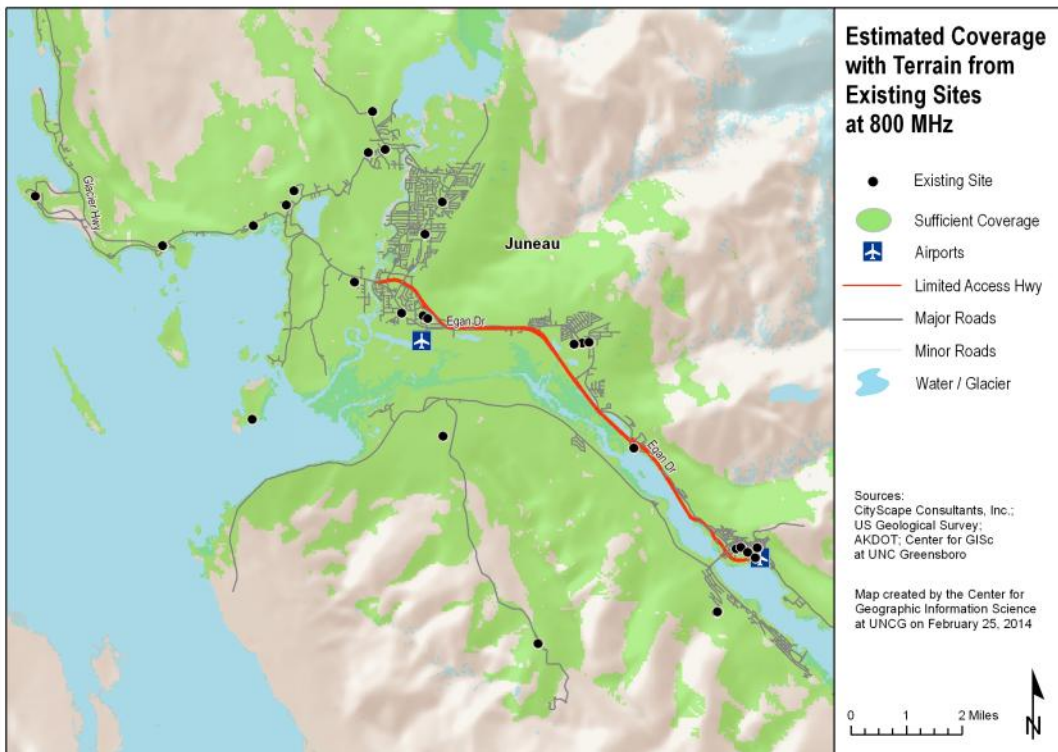 Estimated Coverage
with Terrain from
Existing Sites
at 800 MHz
Existing Site
Sufficient Coverage
Airports
Limited Access Hwy
Major Roads
Minor Roads
Water / Glacier
Sources:
CityScape Consultants, Inc.;
US Geological Survey;
AKDOT; Center for GISc
at UNC Greensboro
Map created by the Center for
Geographic Information Science
at UNCG on February 25, 2014
N
0 1 2 Miles
Glacier Hwy
Juneau
Egan Dr
Egan Dr